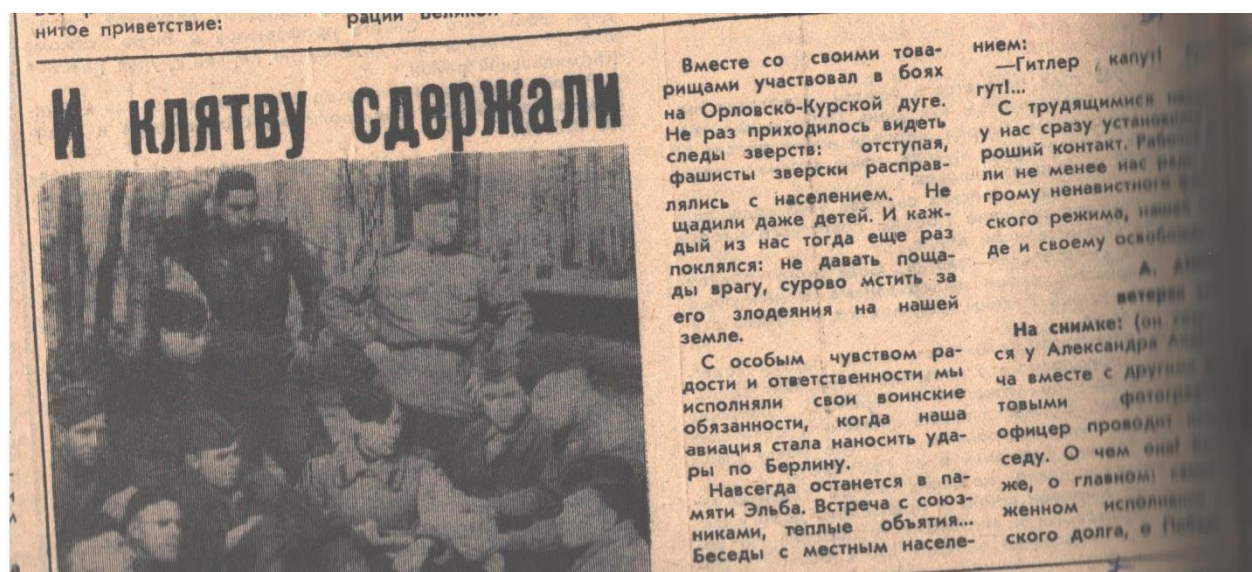 нитое приветствие:
рации Великой
И КЛЯТВУ СДЕРЖАЛИ
Вместе со своими това-
рищами участвовал в боях
на Орловско-Курской дуге.
Не раз приходилось видеть
следы зверств: отступая,
фашисты зверски расправ-
лялись с населением. Не
щадили даже детей. И каж-
дый из нас тогда еще раз
поклялся: не давать поща-
ды врагу, сурово мстить за
его злодеяния на нашей
земле.
С особым чувством ра-
дости и ответственности мы
исполняли свои воинские
обязанности, когда наша
авиация стала наносить уда-
ры по Берлину.
Навсегда останется в па-
мяти Эльба. Встреча с союз-
никами, теплые объятия...
Беседы с местным населе-
нием:
—Гитлер капут!
гут!...
С трудящимися
у нас сразу
роший контакт.
ли не менее нас
грому ненавистного
ского режима,
де и своему
А.
ветеран
На снимке: (он
ся у Александра
ча вместе с другими
товыми
офицер проводит
седу. О чем она!
же, о главном:
женном
ского долга, о